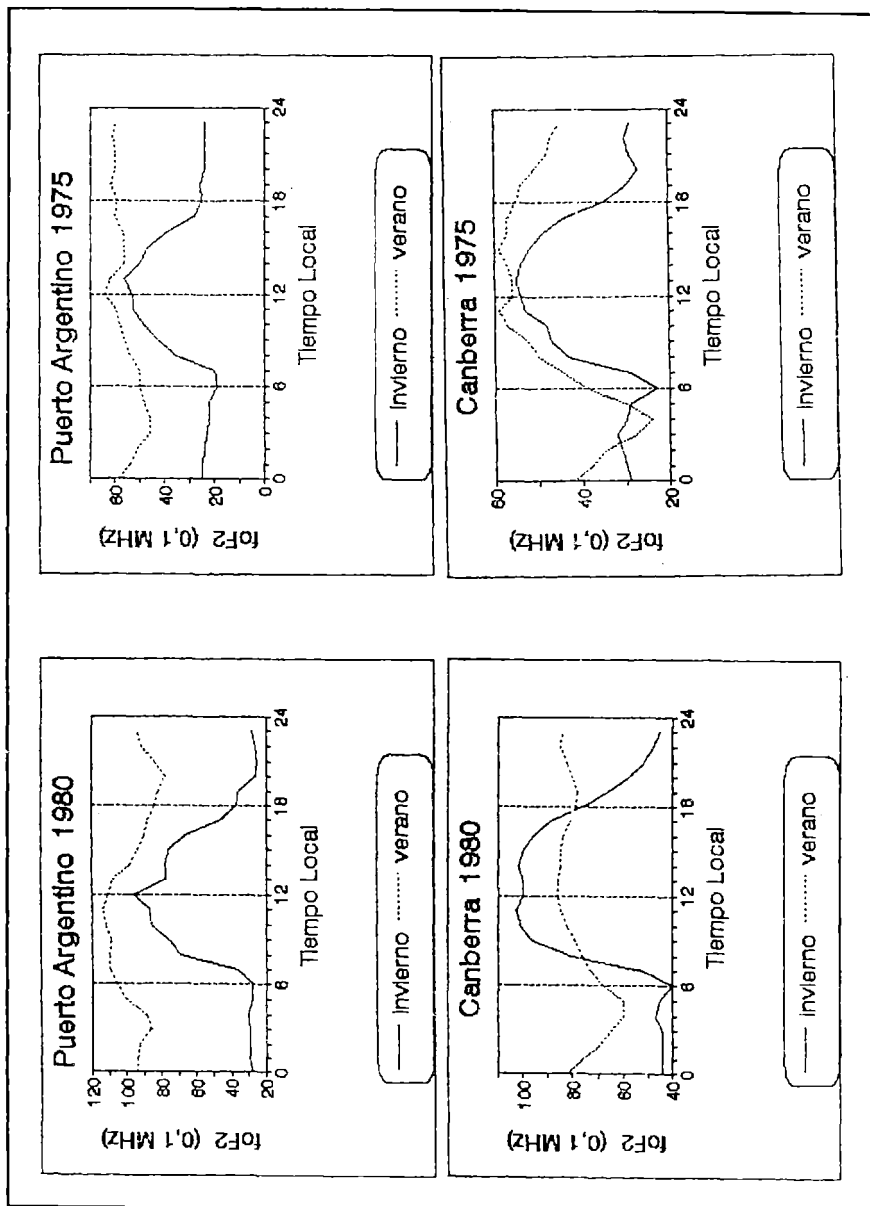 Puerto Argentino 1980
foF2 (0,1 MHz)
120
100
80
60
40
20
0 6 12 18 24
Tiempo Local
invierno verano
Puerto Argentino 1975
foF2 (0,1 MHz)
80
60
40
20
0
0 6 12 18 24
Tiempo Local
invierno verano
Canberra 1980
foF2 (0,1 MHz)
100
80
60
40
0 6 12 18 24
Tiempo Local
invierno verano
Canberra 1975
foF2 (0,1 MHz)
60
40
20
0 6 12 18 24
Tiempo Local
invierno verano